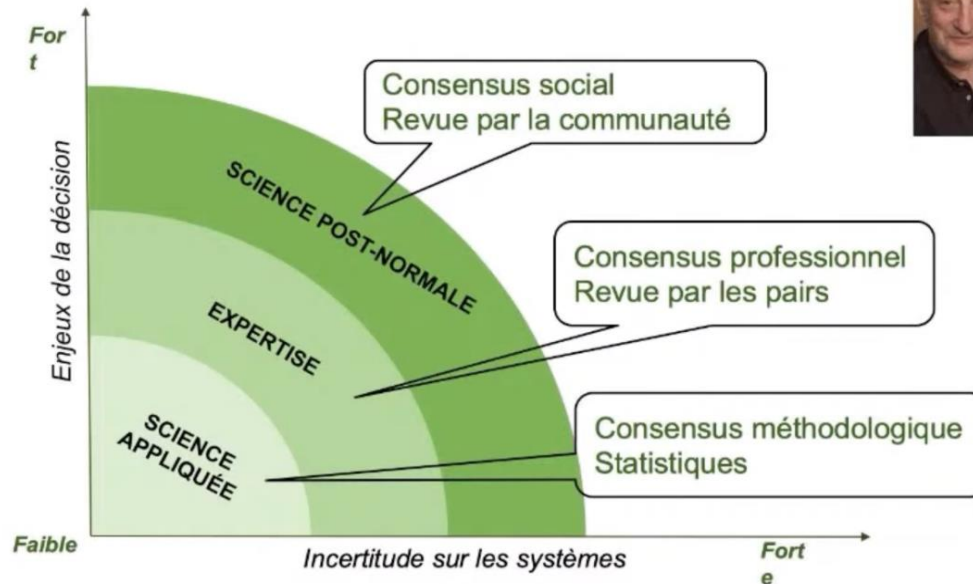 For
t
Consensus social
Revue par la communauté
SCIENCE POST-NORMALE
Enjeux de la décision
Consensus professionnel
Revue par les pairs
EXPERTISE
Consensus méthodologique
Statistiques
SCIENCE
APPLIQUÉE
Faible
Incertitude sur les systèmes
Fort
e